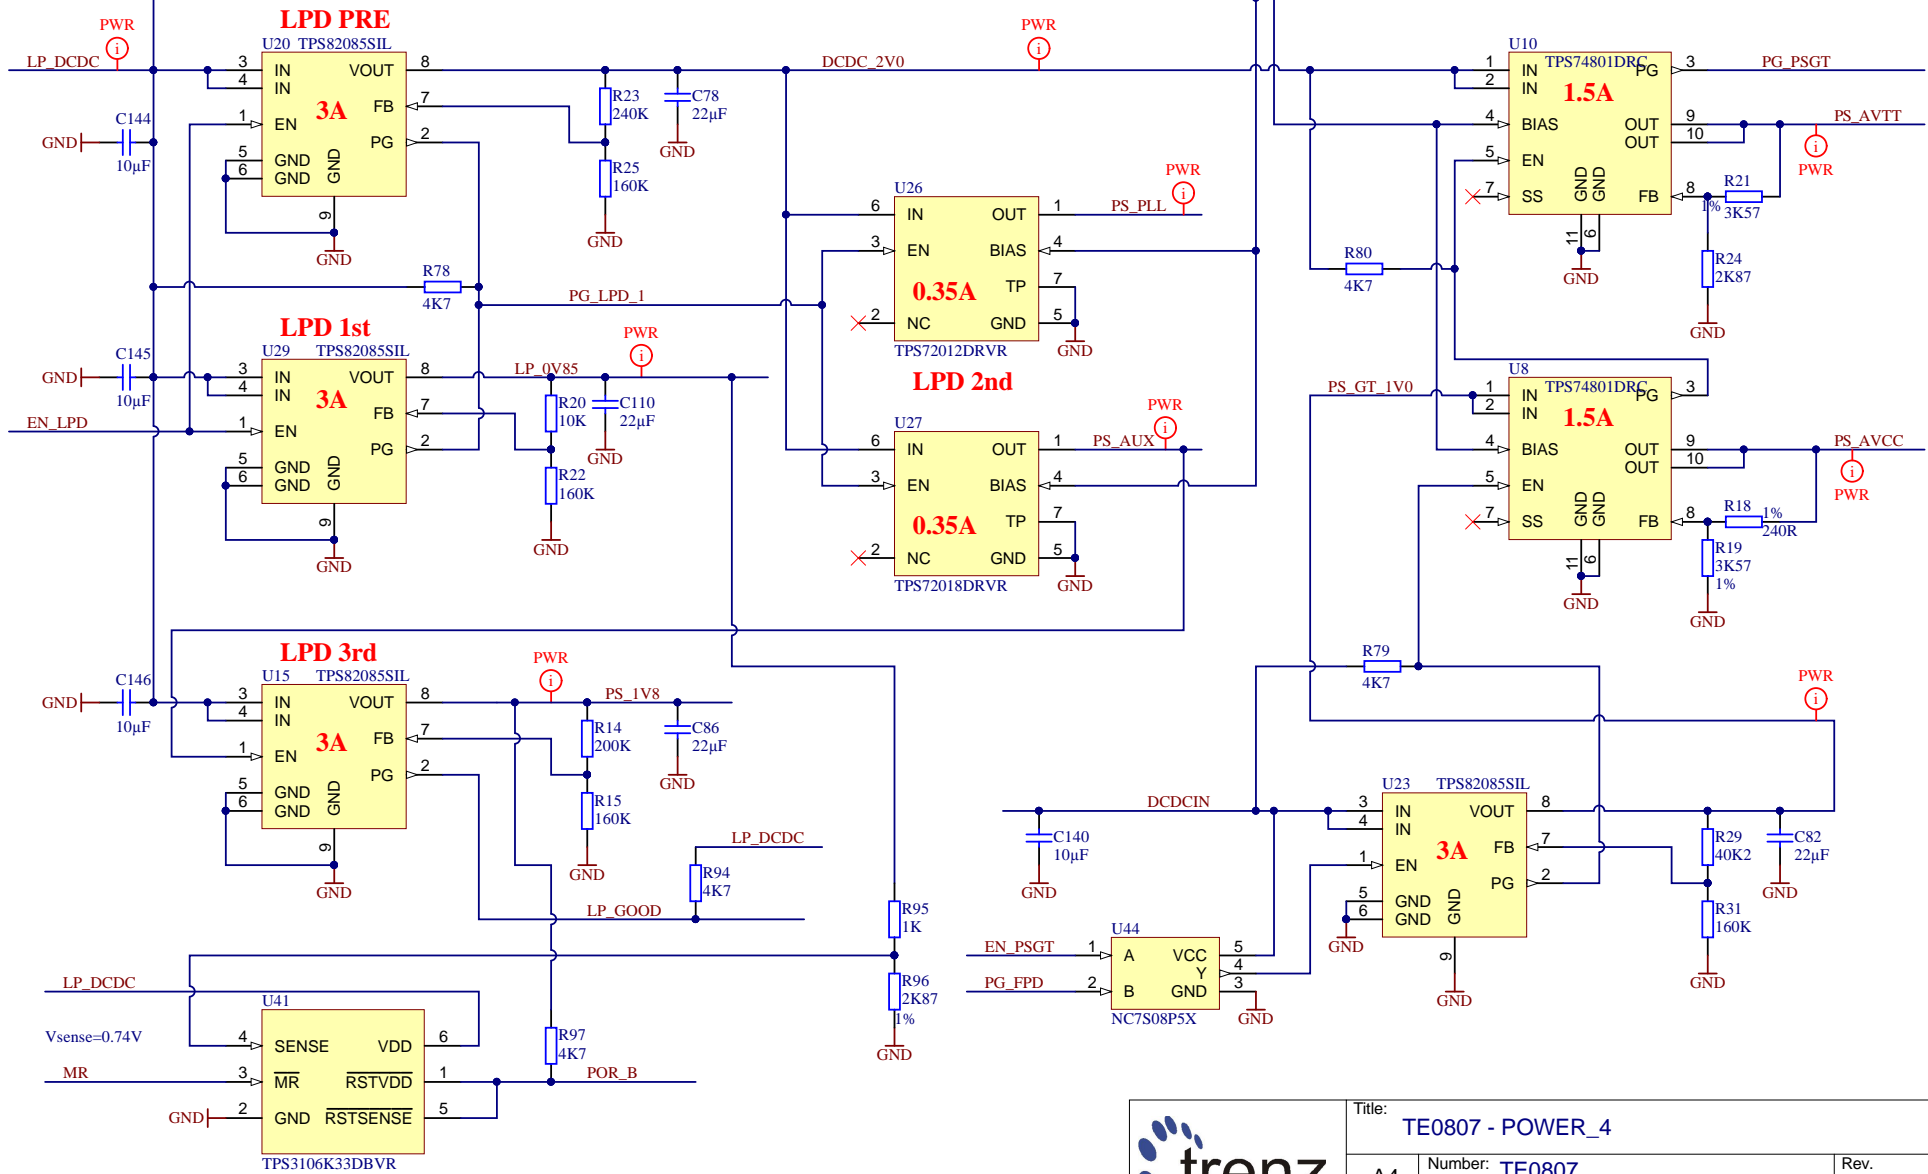 LPD PRE
PWR
LP_DCDC
U20 TPS82085SIL
3 IN VOUT 8
4 IN
3A
FB 7
1 EN
PG 2
5 GND
6 GND
GND
9
GND
C144
GND
10µF
R23
240K
C78
22µF
GND
R25
160K
GND
DCDC_2V0
PWR
R78
4K7
PG_LPD_1
LPD 1st
U29 TPS82085SIL
3 IN VOUT 8
4 IN
3A
FB 7
1 EN
PG 2
5 GND
6 GND
GND
9
GND
C145
GND
10µF
EN_LPD
LP_0V85
PWR
R20
10K
C110
22µF
GND
R22
160K
GND
U26
6 IN OUT 1
3 EN BIAS 4
0.35A
TP 7
2 NC GND 5
TPS72012DRVR
GND
PS_PLL
PWR
LPD 2nd
U27
6 IN OUT 1
3 EN BIAS 4
0.35A
TP 7
2 NC GND 5
TPS72018DRVR
GND
PS_AUX
PWR
U10
TPS74801DRC
1 IN PG 3
2 IN
1.5A
4 BIAS OUT 9
OUT 10
5 EN
7 SS FB 8
GND
GND
11
6
GND
PG_PSGT
PS_AVTT
PWR
R21
1% 3K57
R24
2K87
GND
R80
4K7
U8
TPS74801DRC
1 IN PG 3
2 IN
1.5A
4 BIAS OUT 9
OUT 10
5 EN
7 SS FB 8
GND
GND
11
6
GND
PS_GT_1V0
PS_AVCC
PWR
R18 1%
240R
R19
3K57
1%
GND
R79
4K7
PWR
LPD 3rd
U15 TPS82085SIL
3 IN VOUT 8
4 IN
3A
FB 7
1 EN
PG 2
5 GND
6 GND
GND
9
GND
C146
GND
10µF
PWR
PS_1V8
R14
200K
C86
22µF
GND
R15
160K
GND
LP_DCDC
R94
4K7
LP_GOOD
R95
1K
R96
2K87
1%
GND
LP_DCDC
U41
Vsense=0.74V
4 SENSE VDD 6
MR
3 MR RSTVDD 1
GND 2 GND RSTSENSE 5
TPS3106K33DBVR
R97
4K7
POR_B
DCDCIN
C140
10µF
GND
U23 TPS82085SIL
3 IN VOUT 8
4 IN
3A
FB 7
1 EN
PG 2
5 GND
6 GND
GND
9
GND
GND
R29
40K2
C82
22µF
GND
R31
160K
GND
U44
EN_PSGT 1 A VCC 5
Y 4
PG_FPD 2 B GND 3
NC7S08P5X
GND
trenz
Title:
TE0807 - POWER_4
A4
Number: TE0807
Rev.